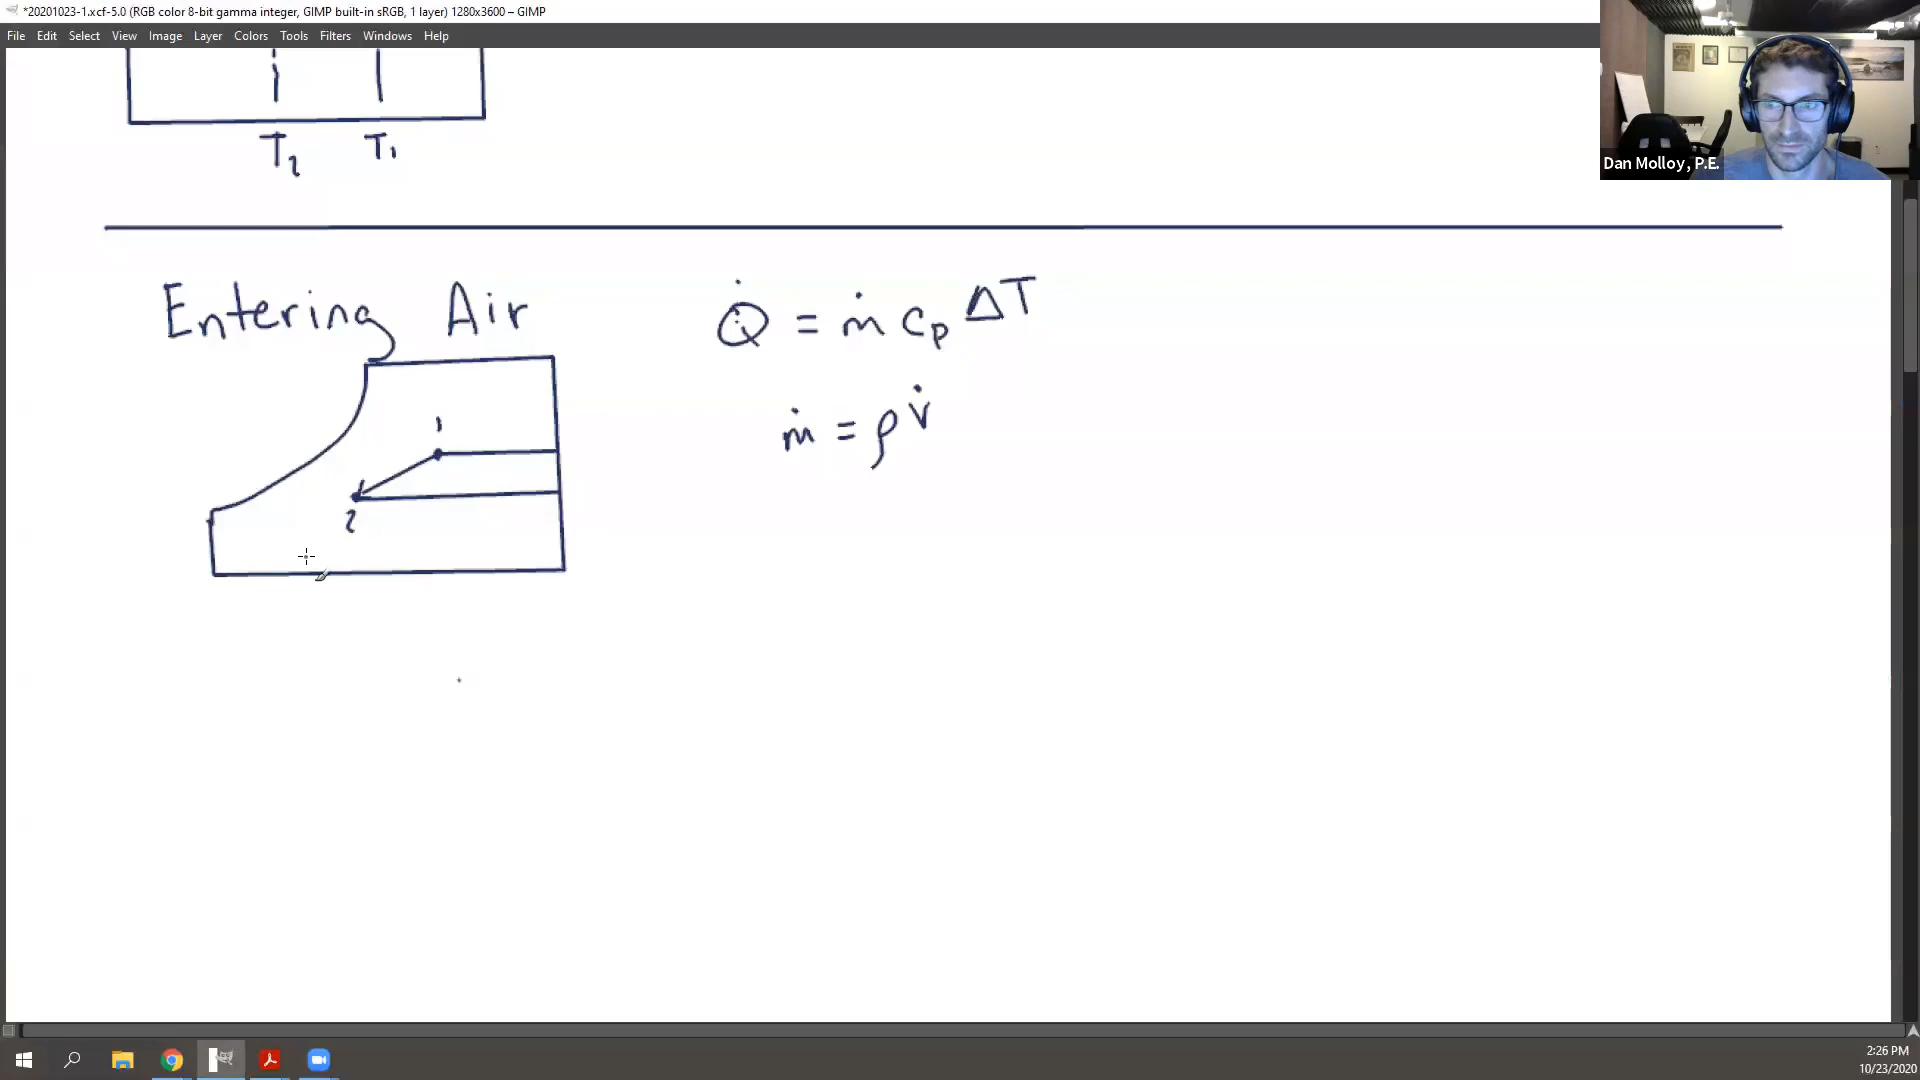 *20201023-1.xcf-5.0 (RGB color 8-bit gamma integer, GIMP built-in sRGB, 1 layer) 1280x3600 – GIMP
File Edit Select View Image Layer Colors Tools Filters Windows Help
Dan Molloy, P.E.
T₂ T₁
Entering Air
Q̇ = ṁ cₚ ΔT
ṁ = ρ V̇
1
2
2:26 PM
10/23/2020